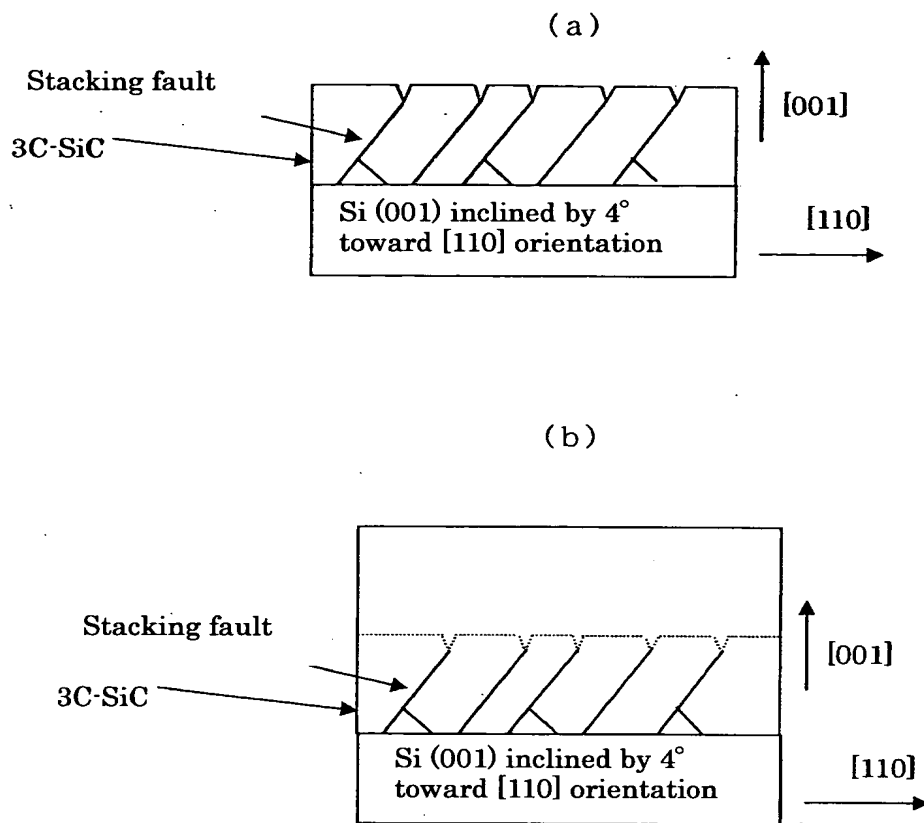 (a)
Stacking fault
3C-SiC
[001]
Si (001) inclined by 4°
toward [110] orientation
[110]
(b)
Stacking fault
3C-SiC
[001]
Si (001) inclined by 4°
toward [110] orientation
[110]